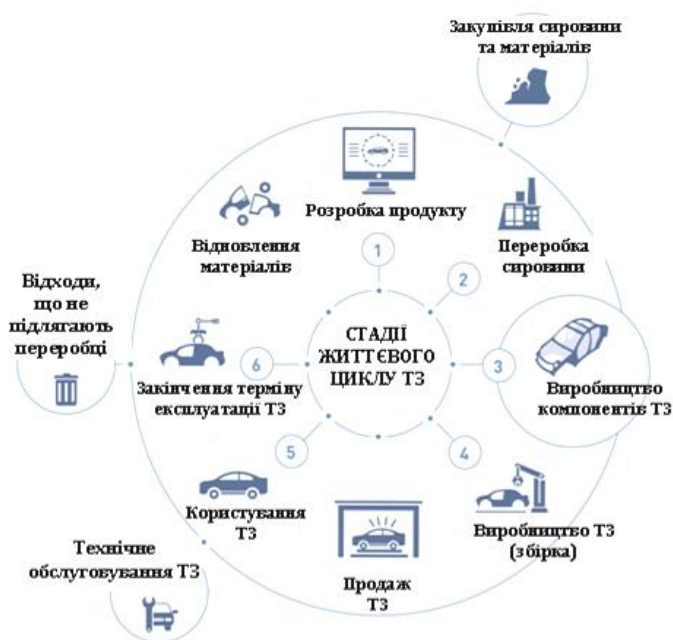 Закупівля сировини
та матеріалів
Розробка продукту
Відновлення
матеріалів
Переробка
сировини
1
2
Відходи,
що не
підлягають
переробці
СТАДІЇ
ЖИТТЄВОГО
ЦИКЛУ ТЗ
6
3
Закінчення терміну
експлуатації ТЗ
Виробництво
компонентів ТЗ
5
4
Користування
ТЗ
Виробництво ТЗ
(збірка)
Продаж
ТЗ
Технічне
обслуговування ТЗ